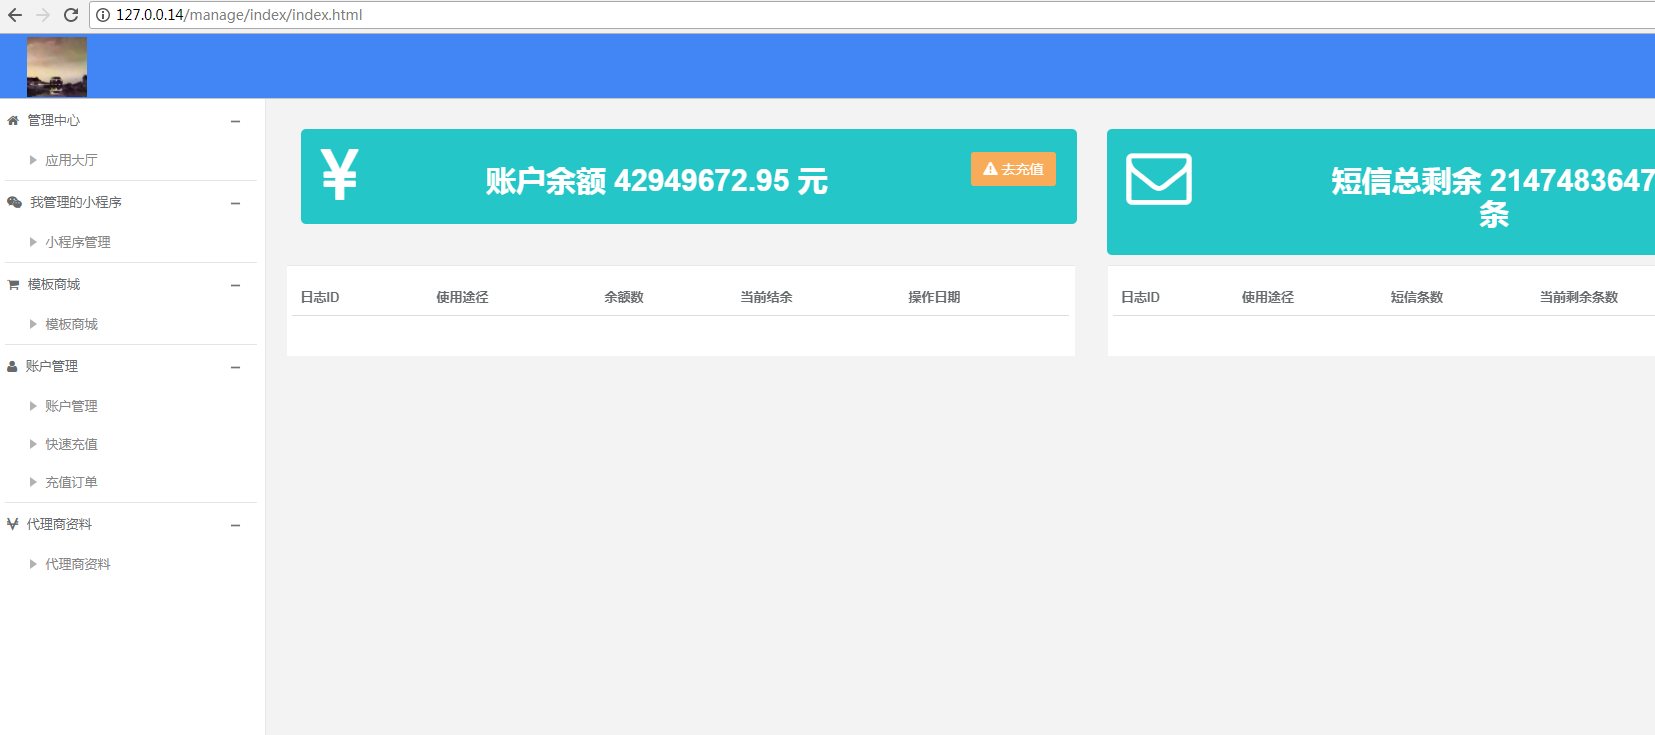 127.0.0.14/manage/index/index.html
管理中心
应用大厅
我管理的小程序
小程序管理
模板商城
模板商城
账户管理
账户管理
快速充值
充值订单
代理商资料
代理商资料
账户余额 42949672.95 元
去充值
日志ID 使用途径 余额数 当前结余 操作日期
短信总剩余 2147483647
条
日志ID 使用途径 短信条数 当前剩余条数